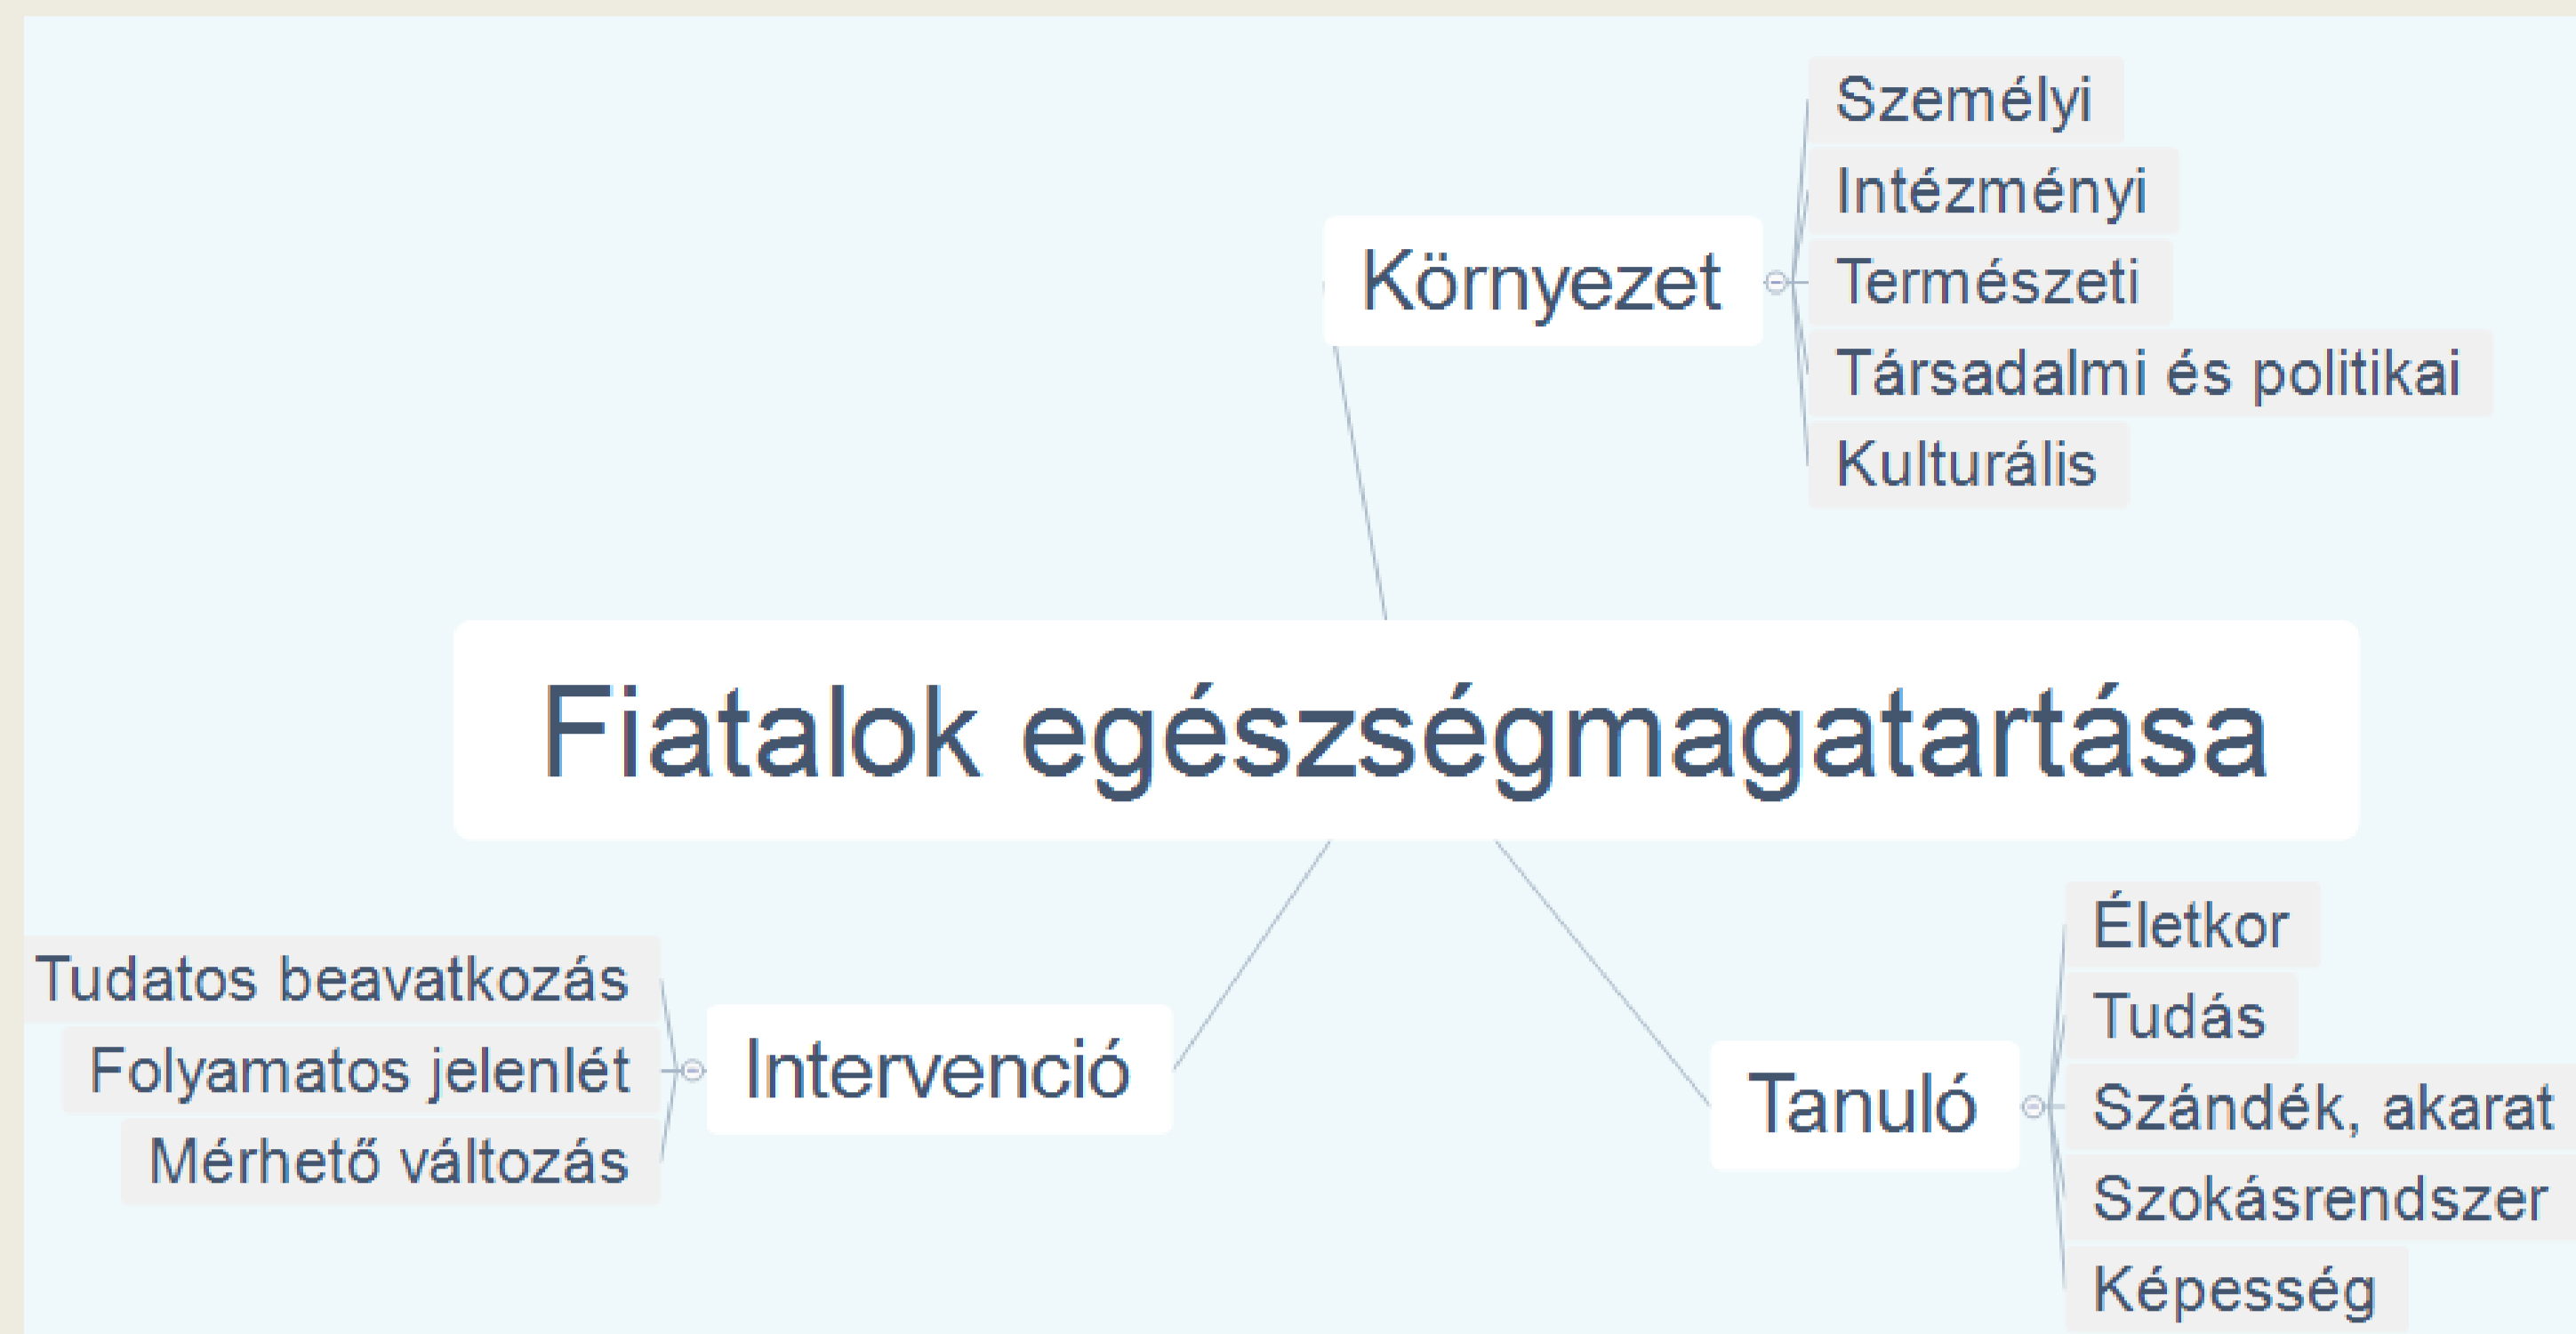 Személyi
Intézményi
Környezet
Természeti
Társadalmi és politikai
Kulturális
Fiatalok egészségmagatartása
Tudatos beavatkozás
Folyamatos jelenlét
Mérhető változás
Intervenció
Tanuló
Életkor
Tudás
Szándék, akarat
Szokásrendszer
Képesség